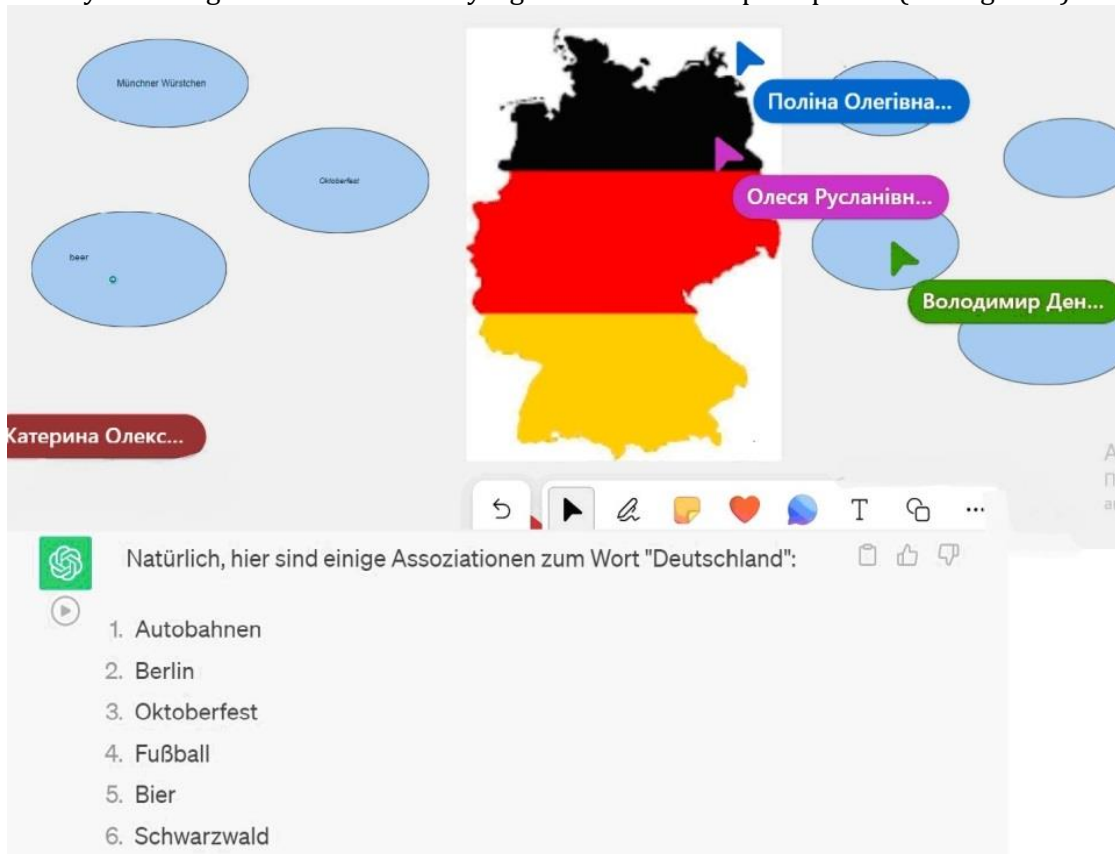 Münchner Würstchen
Oktoberfest
beer
Поліна Олегівна...
Олеся Русланівн...
Володимир Ден...
Катерина Олекс...
T
Natürlich, hier sind einige Assoziationen zum Wort "Deutschland":
1. Autobahnen
2. Berlin
3. Oktoberfest
4. Fußball
5. Bier
6. Schwarzwald